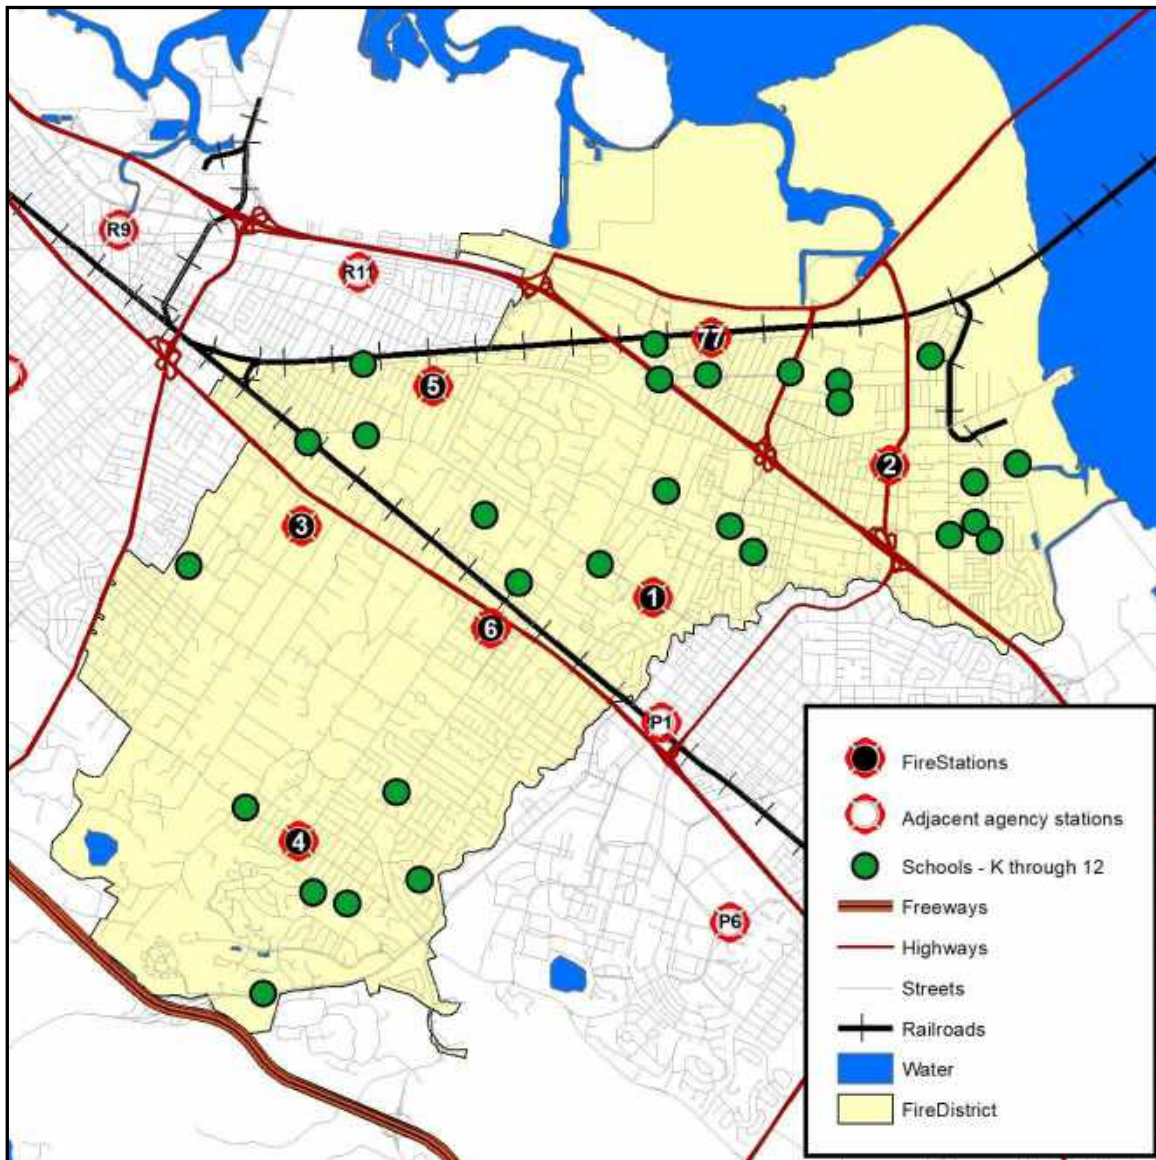 R9
R11
77
5
2
3
1
6
P1
4
P6
FireStations
Adjacent agency stations
Schools - K through 12
Freeways
Highways
Streets
Railroads
Water
FireDistrict